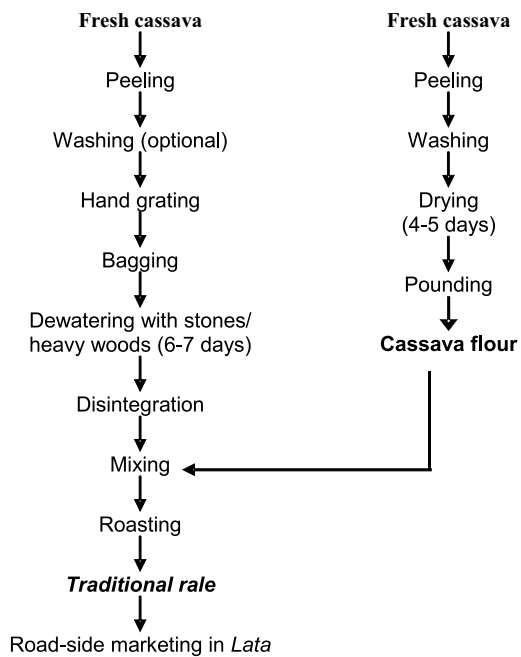 Fresh cassava
Peeling
Washing (optional)
Hand grating
Bagging
Dewatering with stones/
heavy woods (6-7 days)
Disintegration
Mixing
Roasting
Traditional rale
Road-side marketing in Lata
Fresh cassava
Peeling
Washing
Drying
(4-5 days)
Pounding
Cassava flour